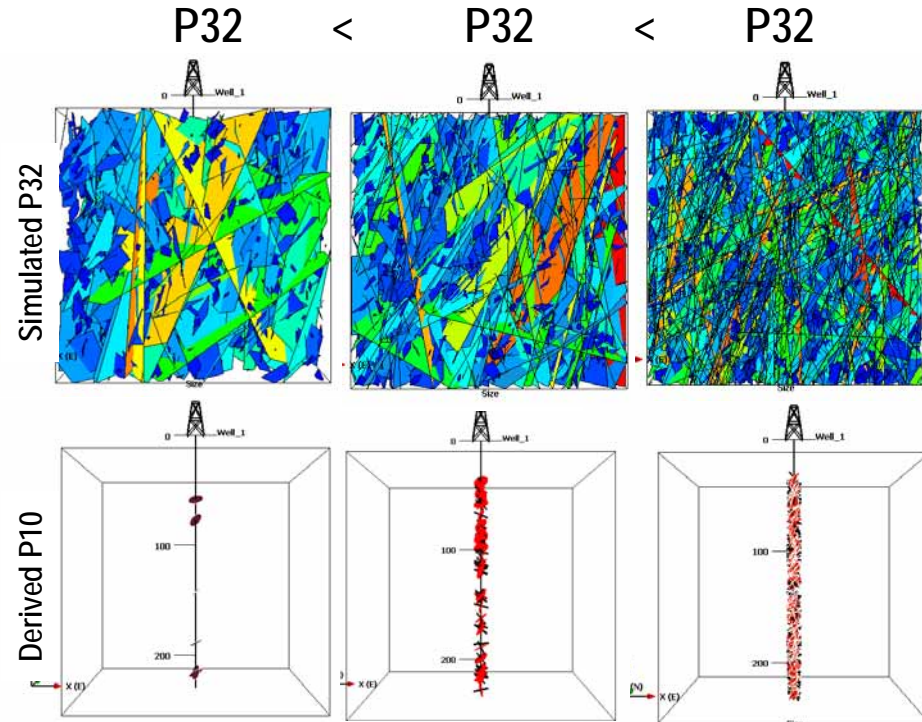 P32 < P32 < P32
Simulated P32
0 Well_1
0 Well_1
0 Well_1
X (E)
Size
X (E)
Size
X (E)
Derived P10
0 Well_1
100
200
X (E)
0 Well_1
100
200
X (E)
0 Well_1
100
200
(N)
X (E)